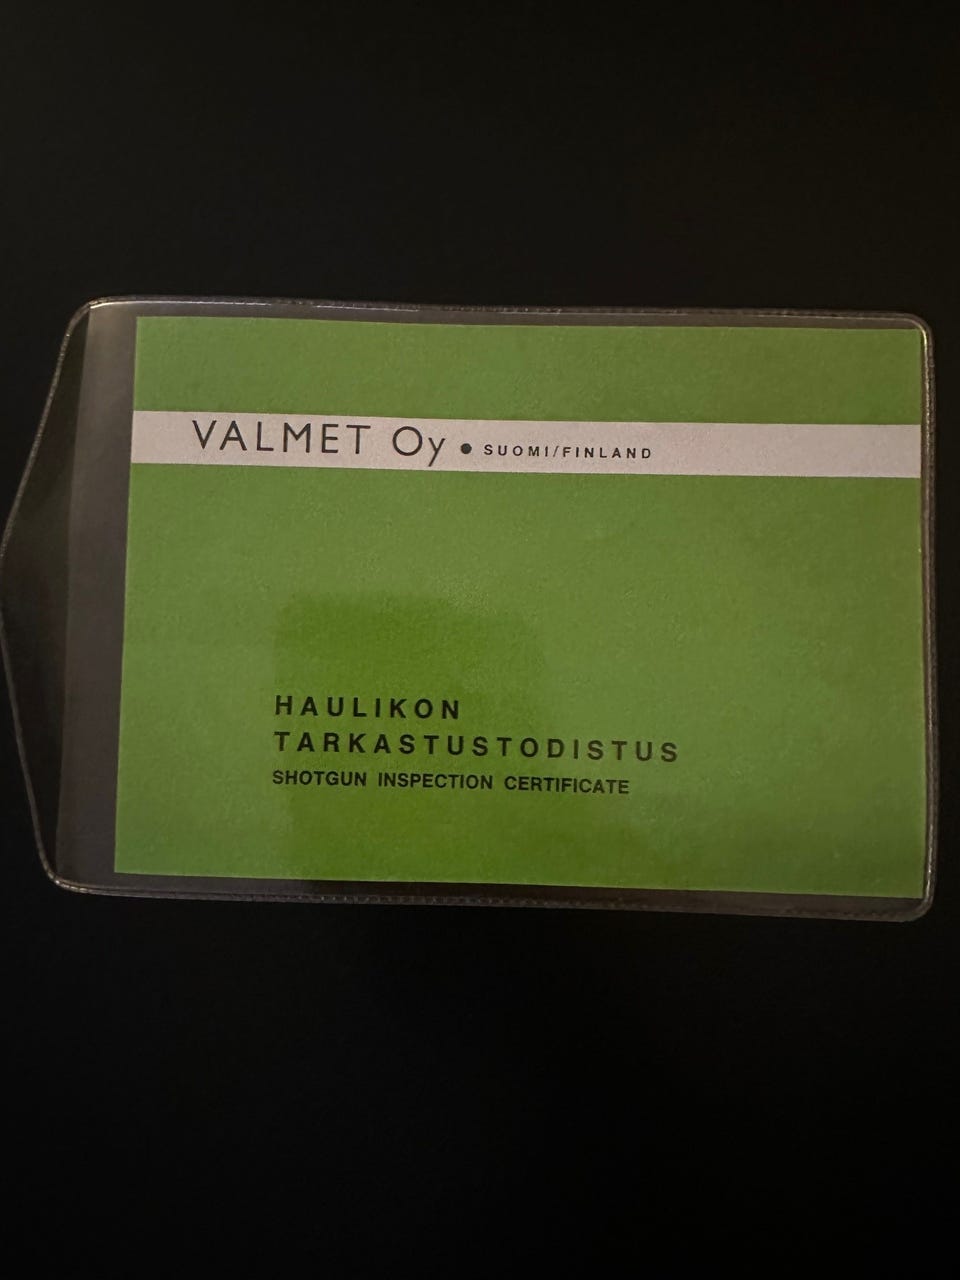 VALMET Oy • SUOMI/FINLAND
HAULIKON
TARKASTUSTODISTUS
SHOTGUN INSPECTION CERTIFICATE